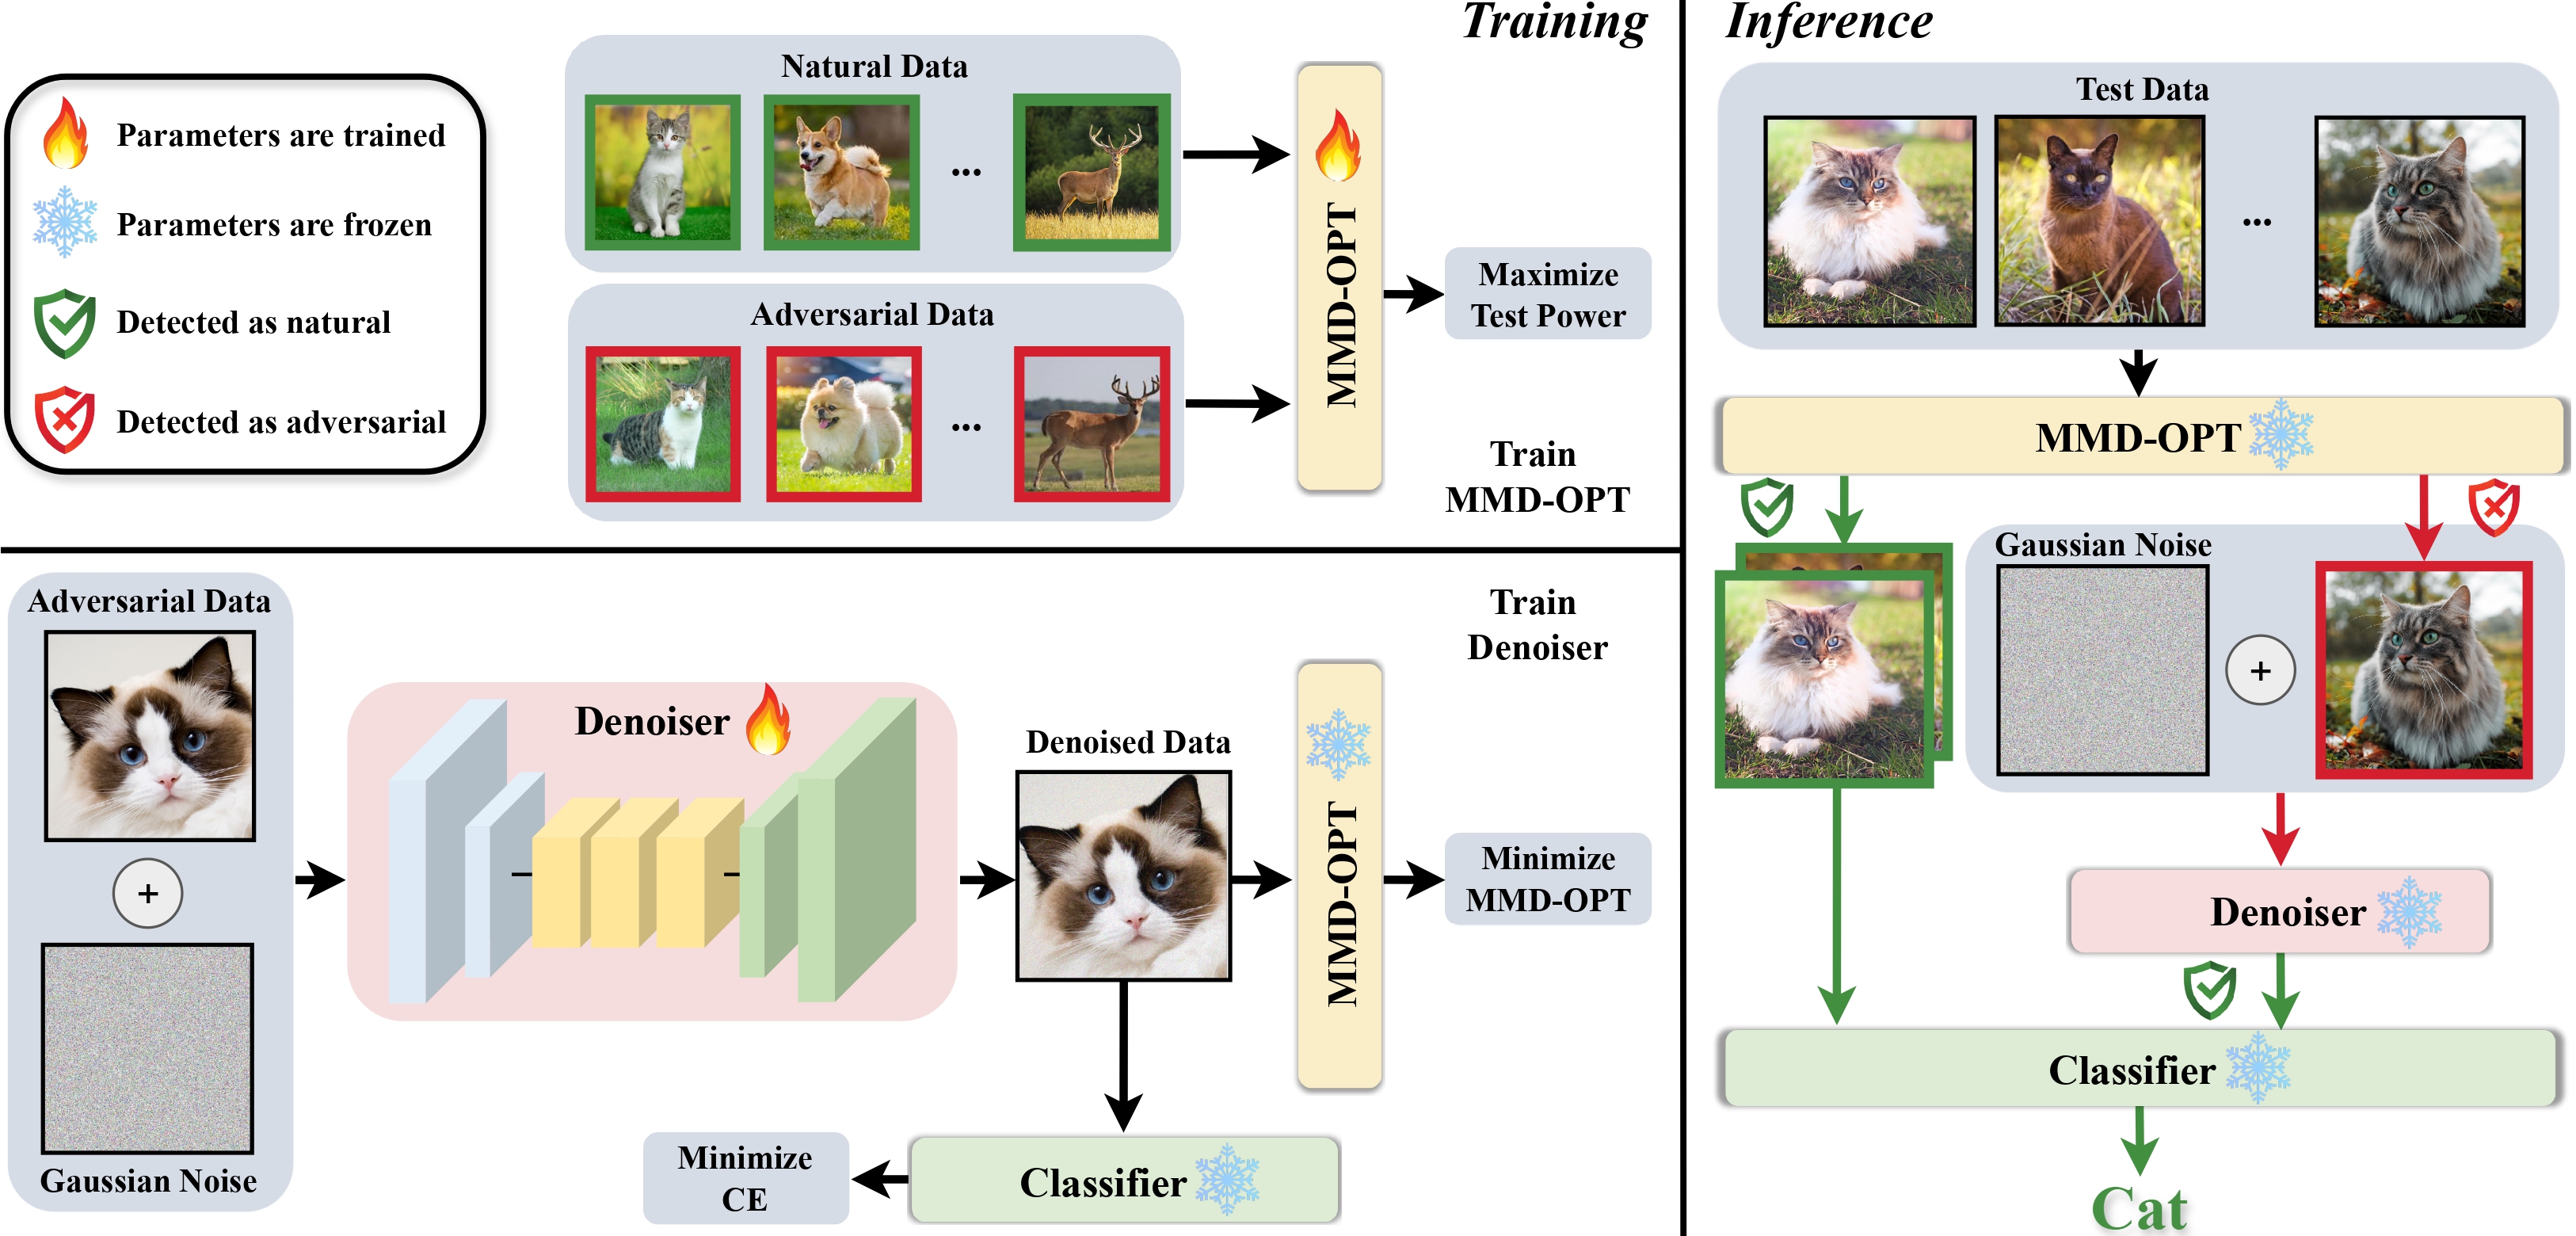 Training
Parameters are trained
Parameters are frozen
Detected as natural
Detected as adversarial
Natural Data
...
Adversarial Data
...
MMD-OPT
Maximize
Test Power
Train
MMD-OPT
Train
Denoiser
Adversarial Data
+
Gaussian Noise
Denoiser
Denoised Data
MMD-OPT
Minimize
MMD-OPT
Classifier
Minimize
CE
Inference
Test Data
...
MMD-OPT
Gaussian Noise
+
Denoiser
Classifier
Cat